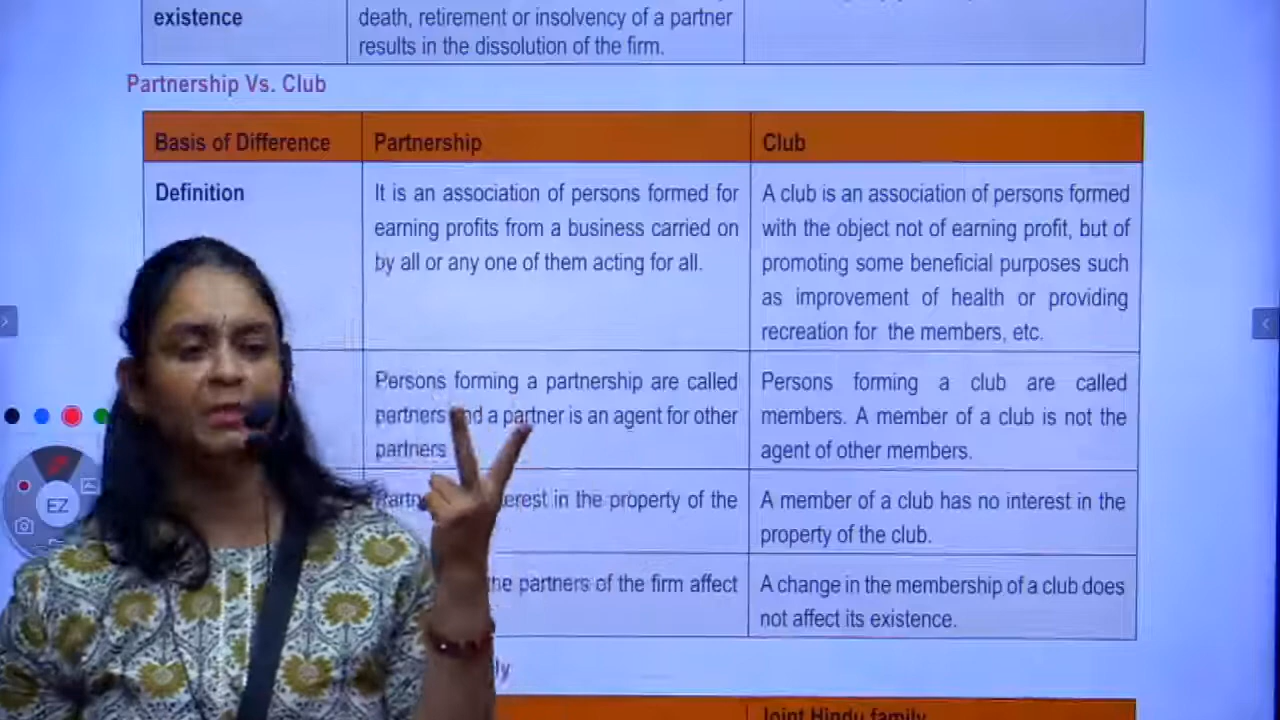 existence
death, retirement or insolvency of a partner
results in the dissolution of the firm.
Partnership Vs. Club
Basis of Difference
Partnership
Club
Definition
It is an association of persons formed for
earning profits from a business carried on
by all or any one of them acting for all.
A club is an association of persons formed
with the object not of earning profit, but of
promoting some beneficial purposes such
as improvement of health or providing
recreation for the members, etc.
Persons forming a partnership are called
partners and a partner is an agent for other
partners
Persons forming a club are called
members. A member of a club is not the
agent of other members.
in the property of the
A member of a club has no interest in the
property of the club.
partners of the firm affect
A change in the membership of a club does
not affect its existence.
Joint Hindu family
EZ